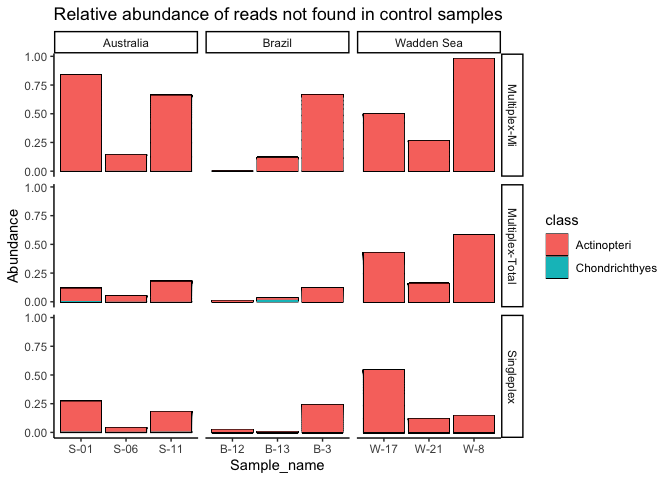 Relative abundance of reads not found in control samples
Australia
Brazil
Wadden Sea
1.00
0.75
0.50
0.25
0.00
Multiplex-Mi
1.00
0.75
0.50
0.25
0.00
Multiplex-Total
1.00
0.75
0.50
0.25
0.00
Singleplex
Abundance
S-01 S-06 S-11 B-12 B-13 B-3 W-17 W-21 W-8
Sample_name
class
Actinopteri
Chondrichthyes